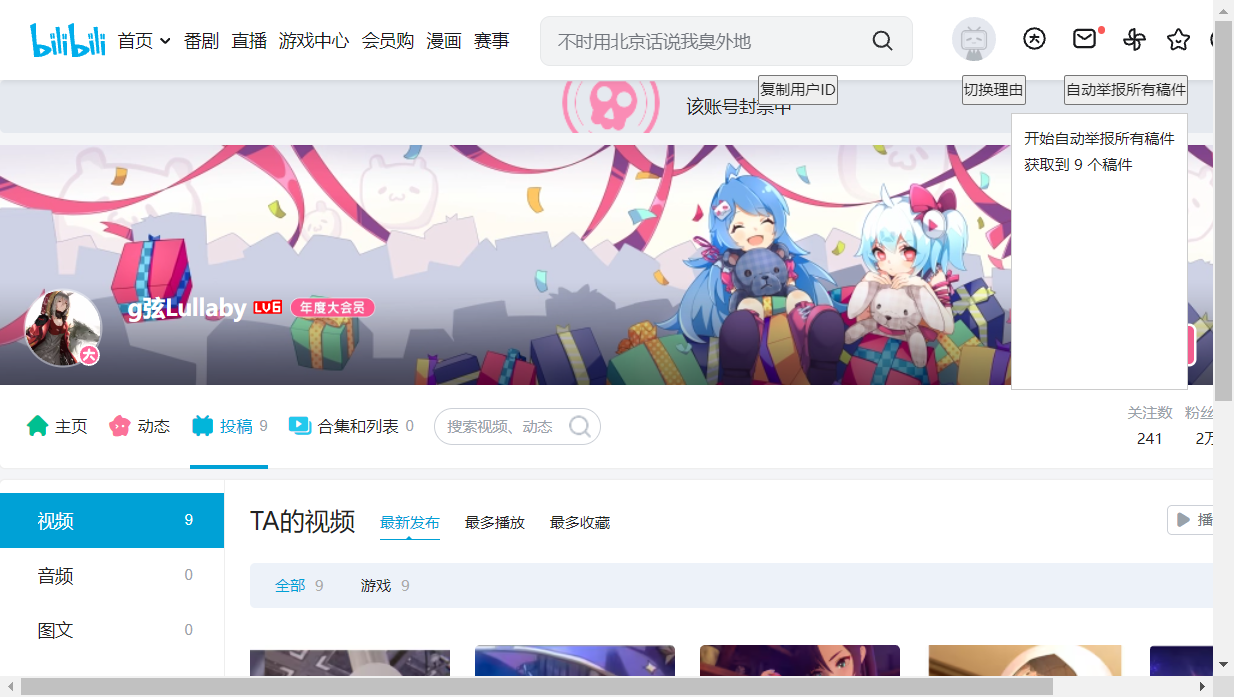 bilibili 首页 番剧 直播 游戏中心 会员购 漫画 赛事 不时用北京话说我臭外地
复制用户ID 切换理由 自动举报所有稿件
该账号封禁中
开始自动举报所有稿件
获取到 9 个稿件
g弦Lullaby LV6 年度大会员
大
主页 动态 投稿 9 合集和列表 0 搜索视频、动态
关注数 粉丝
241 2万
视频 9
音频 0
图文 0
TA的视频 最新发布 最多播放 最多收藏 播
全部 9 游戏 9